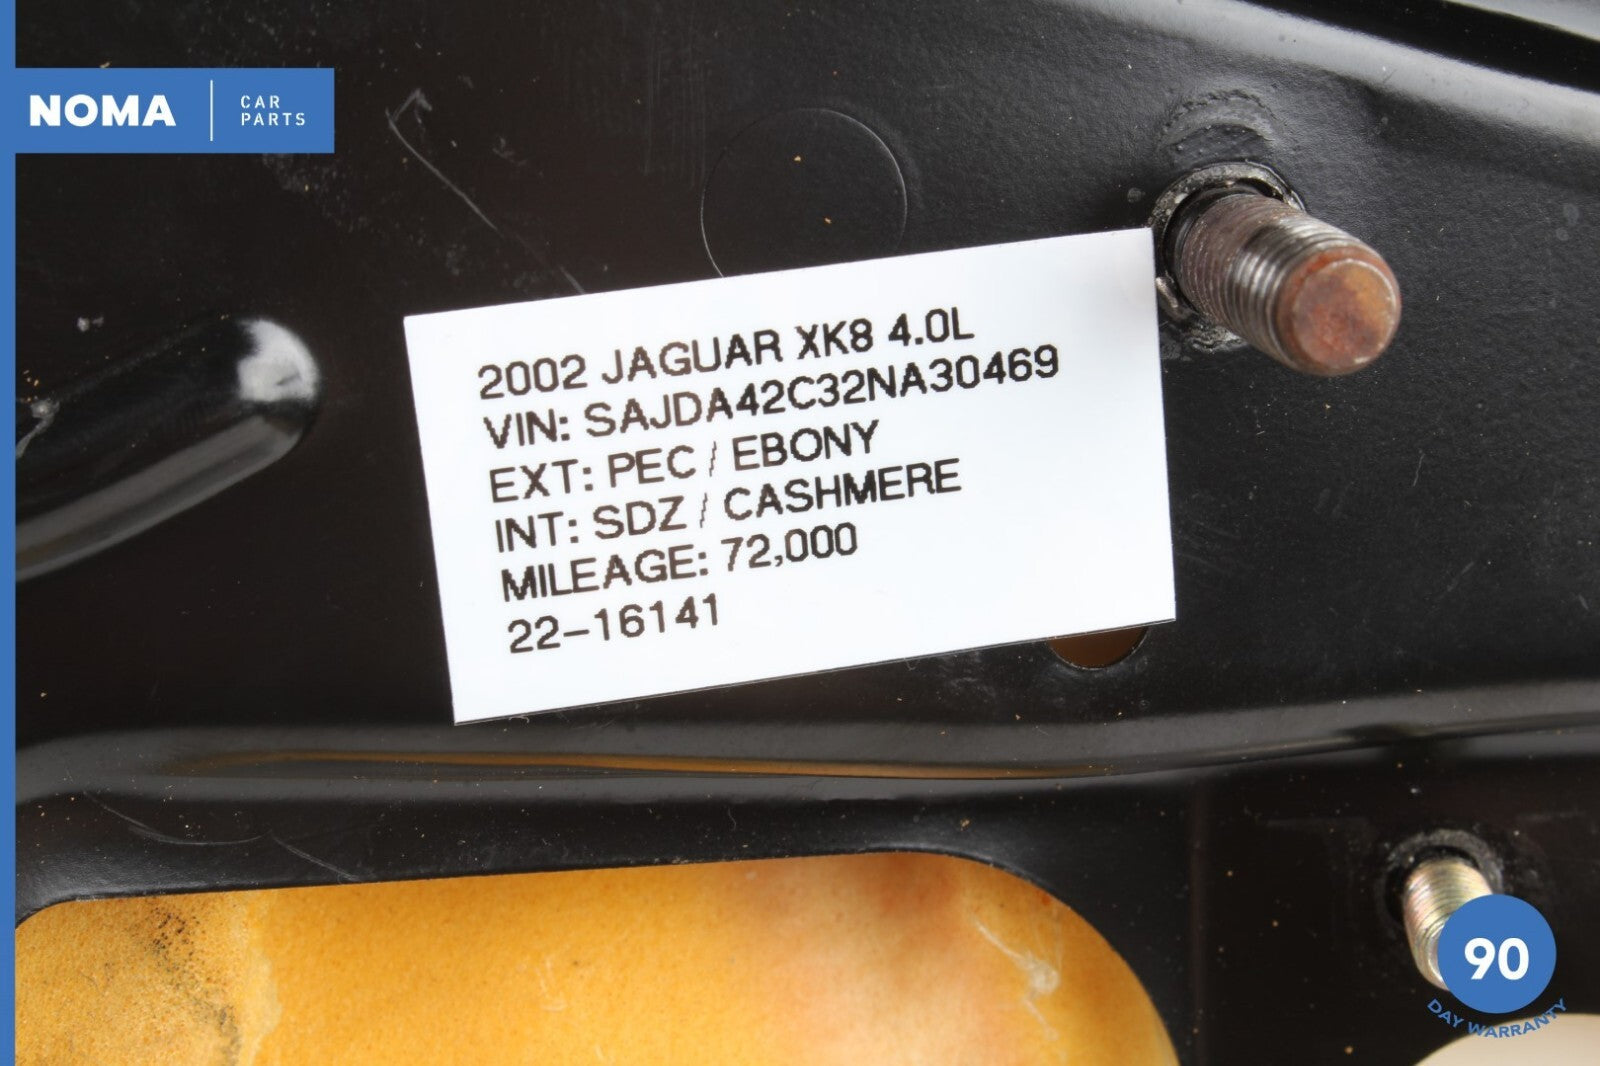 NOMA
CAR
PARTS
2002 JAGUAR XK8 4.0L
VIN: SAJDA42C32NA30469
EXT: PEC / EBONY
INT: SDZ / CASHMERE
MILEAGE: 72,000
22-16141
90
DAY WARRANTY